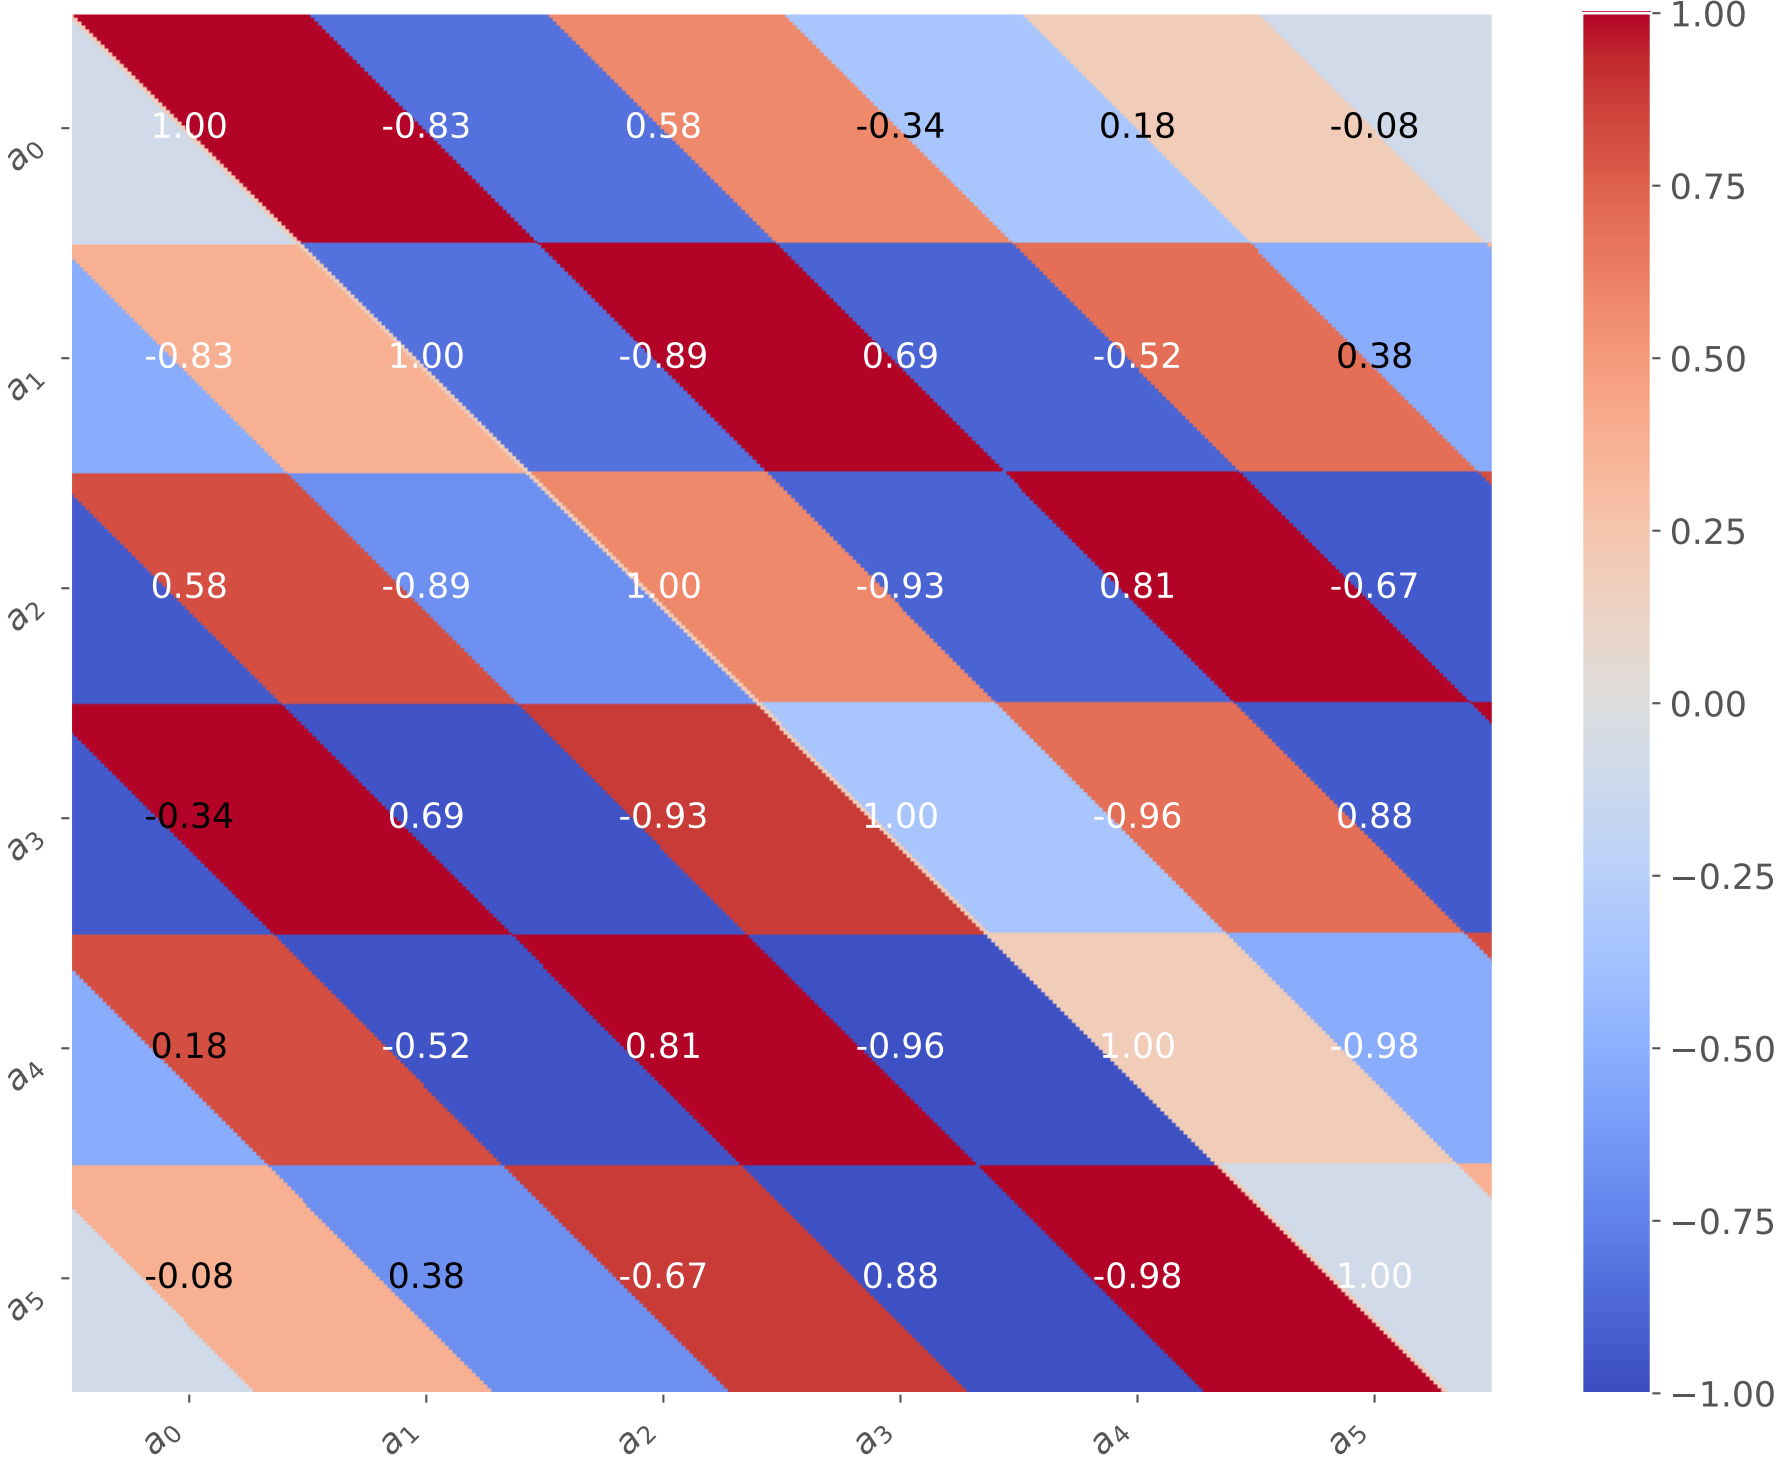 1.00
a0 1.00 -0.83 0.58 -0.34 0.18 -0.08
0.75
a1 -0.83 1.00 -0.89 0.69 -0.52 0.38 0.50
0.25
a2 0.58 -0.89 1.00 -0.93 0.81 -0.67
0.00
a3 -0.34 0.69 -0.93 1.00 -0.96 0.88
−0.25
a4 0.18 -0.52 0.81 -0.96 1.00 -0.98 −0.50
−0.75
a5 -0.08 0.38 -0.67 0.88 -0.98 1.00
−1.00
a0 a1 a2 a3 a4 a5